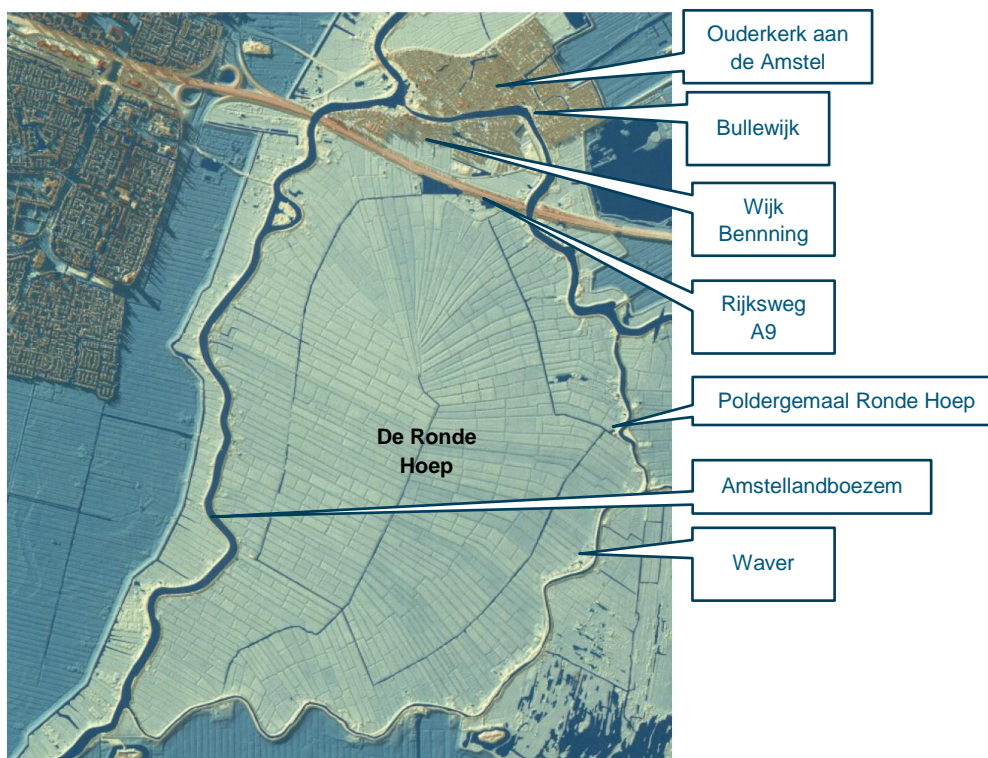 Ouderkerk aan
de Amstel
Bullewijk
Wijk
Bennning
Rijksweg
A9
Poldergemaal Ronde Hoep
De Ronde
Hoep
Amstellandboezem
Waver